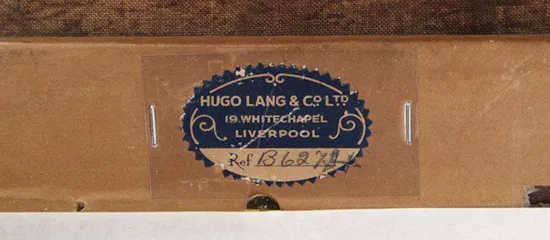 HUGO LANG & CO LTD
19. WHITECHAPEL
LIVERPOOL
Ref